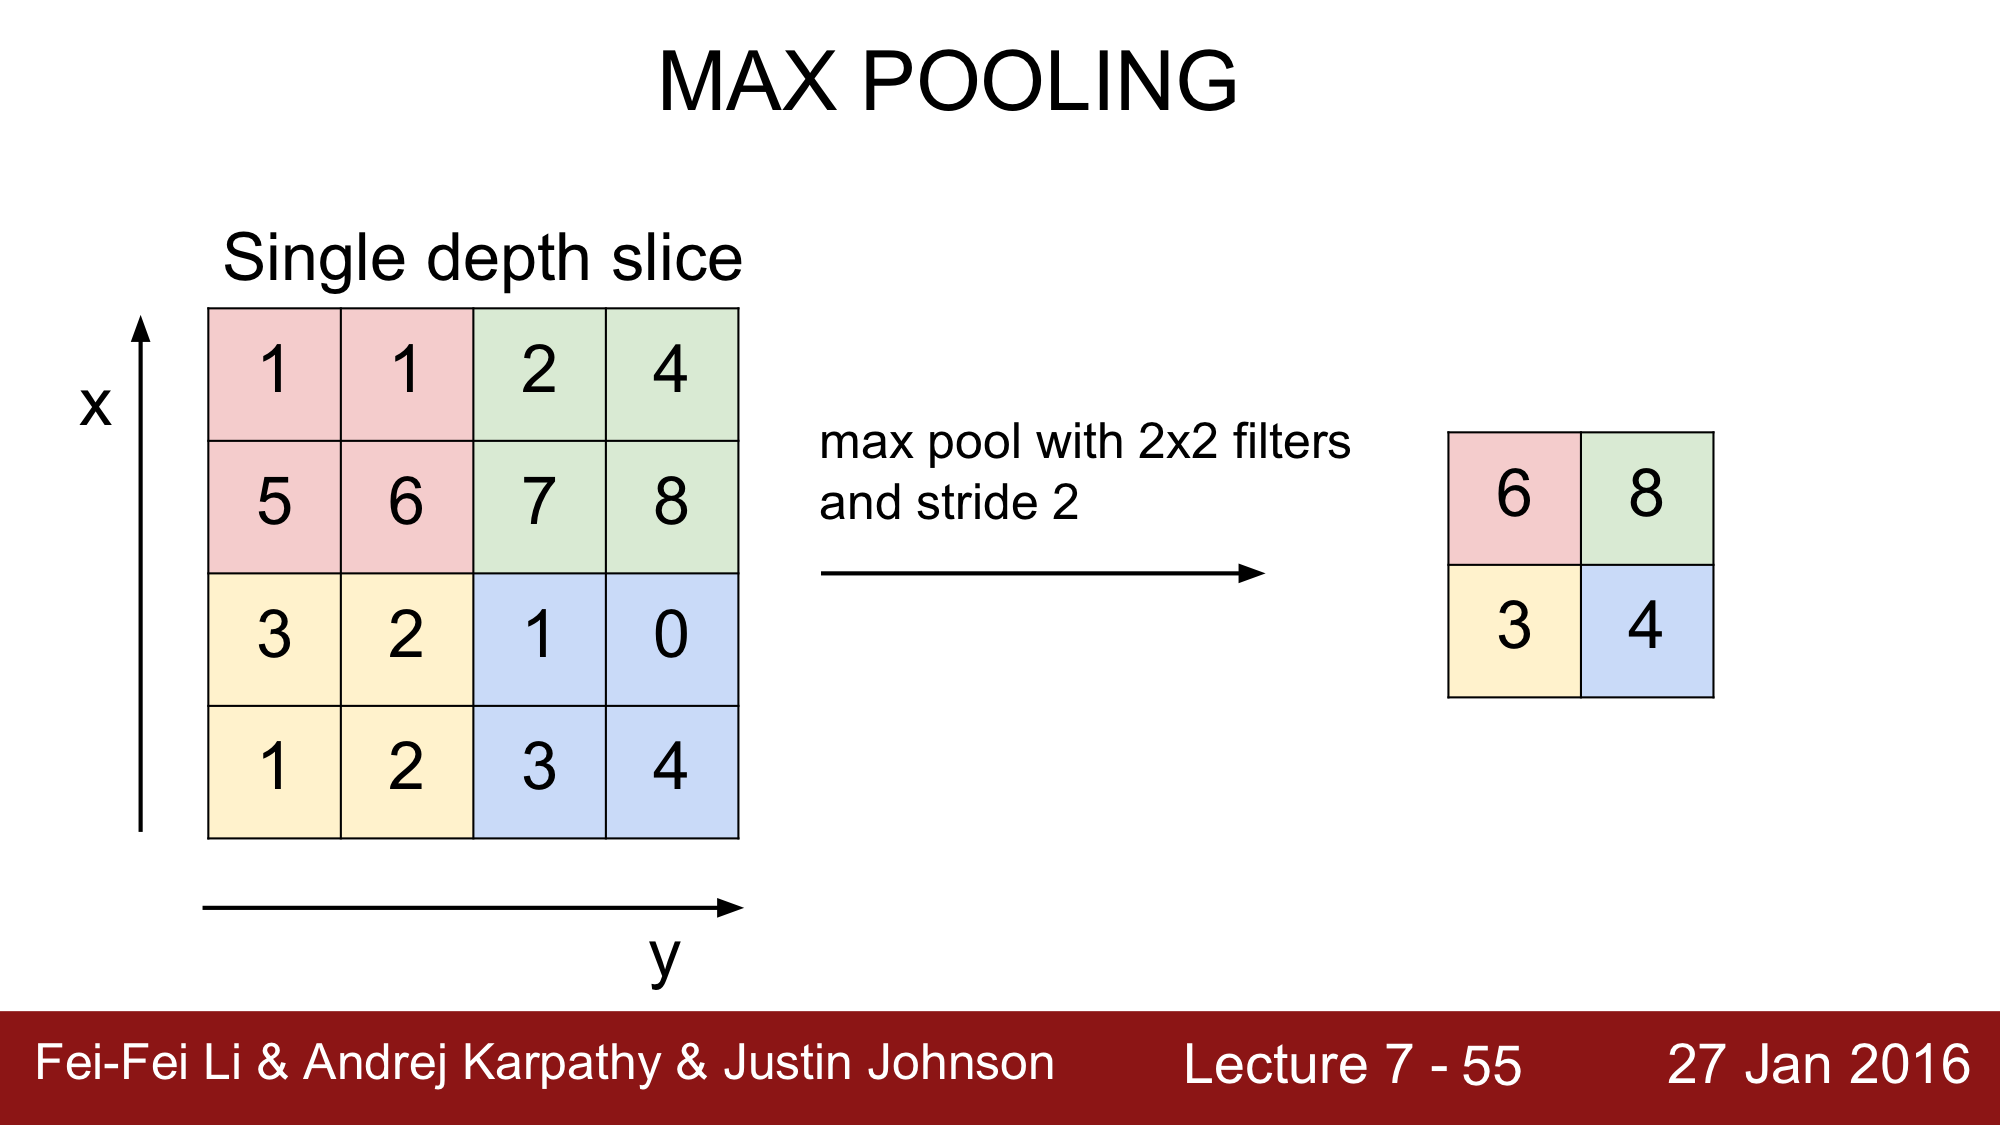 MAX POOLING
Single depth slice
x
1 1 2 4
5 6 7 8
3 2 1 0
1 2 3 4
y
max pool with 2x2 filters
and stride 2
6 8
3 4
Fei-Fei Li & Andrej Karpathy & Justin Johnson Lecture 7 - 55 27 Jan 2016